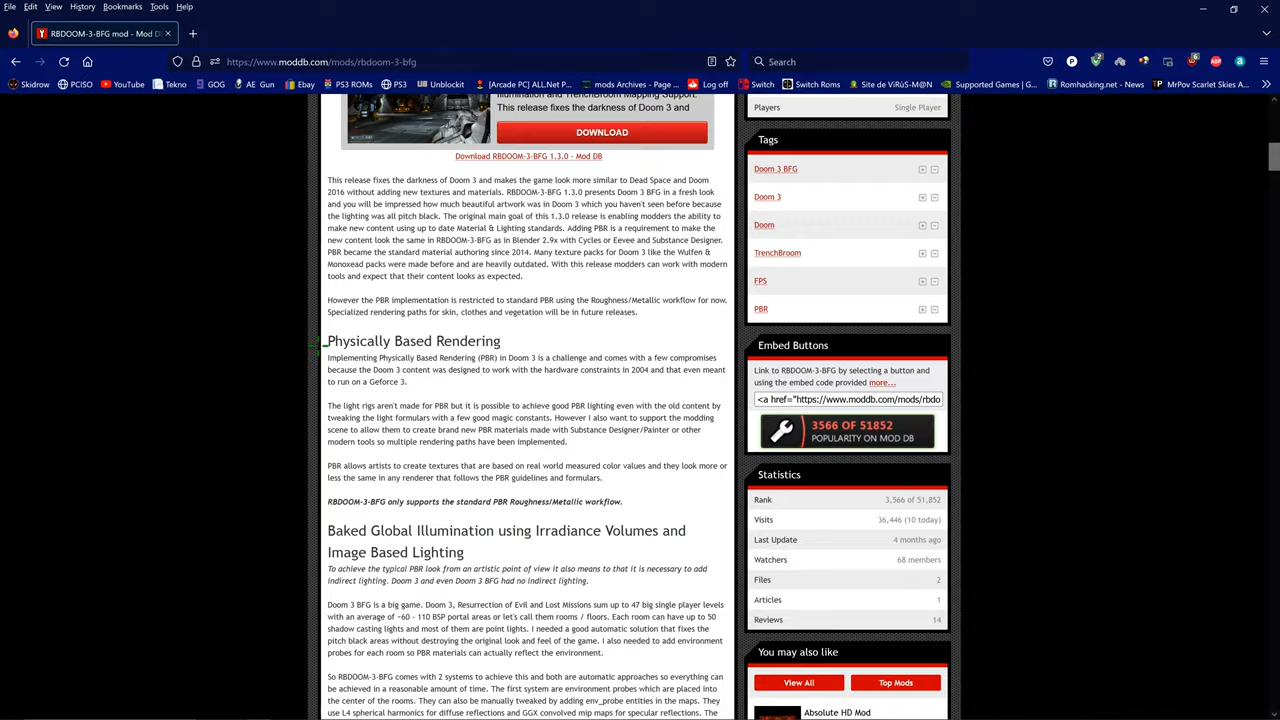 File Edit View History Bookmarks Tools Help
RBDOOM-3-BFG mod - Mod D
https://www.moddb.com/mods/rbdoom-3-bfg
Search
Skidrow PCISO YouTube Tekno GOG AE Gun Ebay PS3 ROMs PS3 Unblockit [Arcade PC] ALL.Net P... mods Archives - Page ... Log off Switch Switch Roms Site de ViRüS-M@N Supported Games | G... Romhacking.net - News MrPov Scarlet Skies A...
Illumination and TrenchBroom Mapping Support.
This release fixes the darkness of Doom 3 and
DOWNLOAD
Download RBDOOM-3-BFG 1.3.0 - Mod DB
This release fixes the darkness of Doom 3 and makes the game look more similar to Dead Space and Doom
2016 without adding new textures and materials. RBDOOM-3-BFG 1.3.0 presents Doom 3 BFG in a fresh look
and you will be impressed how much beautiful artwork was in Doom 3 which you haven't seen before because
the lighting was all pitch black. The original main goal of this 1.3.0 release is enabling modders the ability to
make new content using up to date Material & Lighting standards. Adding PBR is a requirement to make the
new content look the same in RBDOOM-3-BFG as in Blender 2.9x with Cycles or Eevee and Substance Designer.
PBR became the standard material authoring since 2014. Many texture packs for Doom 3 like the Wulfen &
Monoxead packs were made before and are heavily outdated. With this release modders can work with modern
tools and expect that their content looks as expected.
However the PBR implementation is restricted to standard PBR using the Roughness/Metallic workflow for now.
Specialized rendering paths for skin, clothes and vegetation will be in future releases.
Physically Based Rendering
Implementing Physically Based Rendering (PBR) in Doom 3 is a challenge and comes with a few compromises
because the Doom 3 content was designed to work with the hardware constraints in 2004 and that even meant
to run on a Geforce 3.
The light rigs aren't made for PBR but it is possible to achieve good PBR lighting even with the old content by
tweaking the light formulars with a few good magic constants. However I also want to support the modding
scene to allow them to create brand new PBR materials made with Substance Designer/Painter or other
modern tools so multiple rendering paths have been implemented.
PBR allows artists to create textures that are based on real world measured color values and they look more or
less the same in any renderer that follows the PBR guidelines and formulars.
RBDOOM-3-BFG only supports the standard PBR Roughness/Metallic workflow.
Baked Global Illumination using Irradiance Volumes and
Image Based Lighting
To achieve the typical PBR look from an artistic point of view it also means to that it is necessary to add
indirect lighting. Doom 3 and even Doom 3 BFG had no indirect lighting.
Doom 3 BFG is a big game. Doom 3, Resurrection of Evil and Lost Missions sum up to 47 big single player levels
with an average of ~60 - 110 BSP portal areas or let's call them rooms / floors. Each room can have up to 50
shadow casting lights and most of them are point lights. I needed a good automatic solution that fixes the
pitch black areas without destroying the original look and feel of the game. I also needed to add environment
probes for each room so PBR materials can actually reflect the environment.
So RBDOOM-3-BFG comes with 2 systems to achieve this and both are automatic approaches so everything can
be achieved in a reasonable amount of time. The first system are environment probes which are placed into
the center of the rooms. They can also be manually tweaked by adding env_probe entities in the maps. They
use L4 spherical harmonics for diffuse reflections and GGX convolved mip maps for specular reflections. The
Players Single Player
Tags
Doom 3 BFG
Doom 3
Doom
TrenchBroom
FPS
PBR
Embed Buttons
Link to RBDOOM-3-BFG by selecting a button and
using the embed code provided more...
<a href="https://www.moddb.com/mods/rbdo
3566 OF 51852
POPULARITY ON MOD DB
Statistics
Rank 3,566 of 51,852
Visits 36,446 (10 today)
Last Update 4 months ago
Watchers 68 members
Files 2
Articles 1
Reviews 14
You may also like
View All Top Mods
Absolute HD Mod